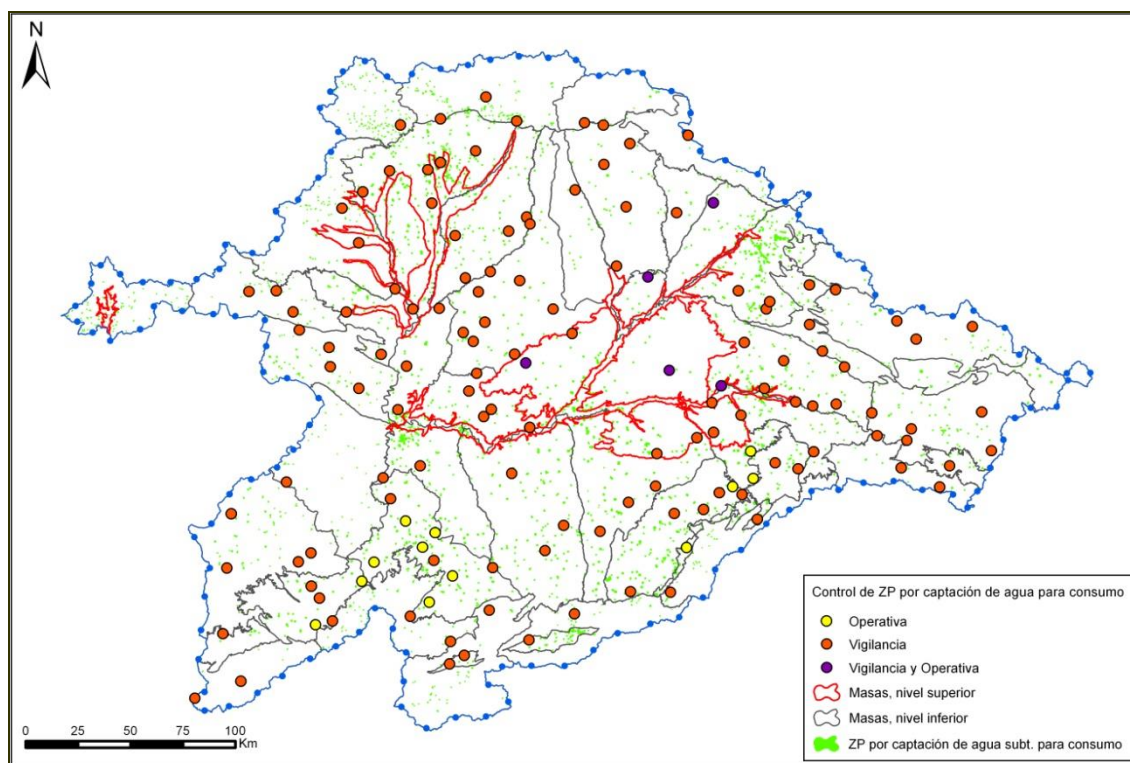 N
Control de ZP por captación de agua para consumo
Operativa
Vigilancia
Vigilancia y Operativa
Masas, nivel superior
Masas, nivel inferior
ZP por captación de agua subt. para consumo
0 25 50 75 100
Km